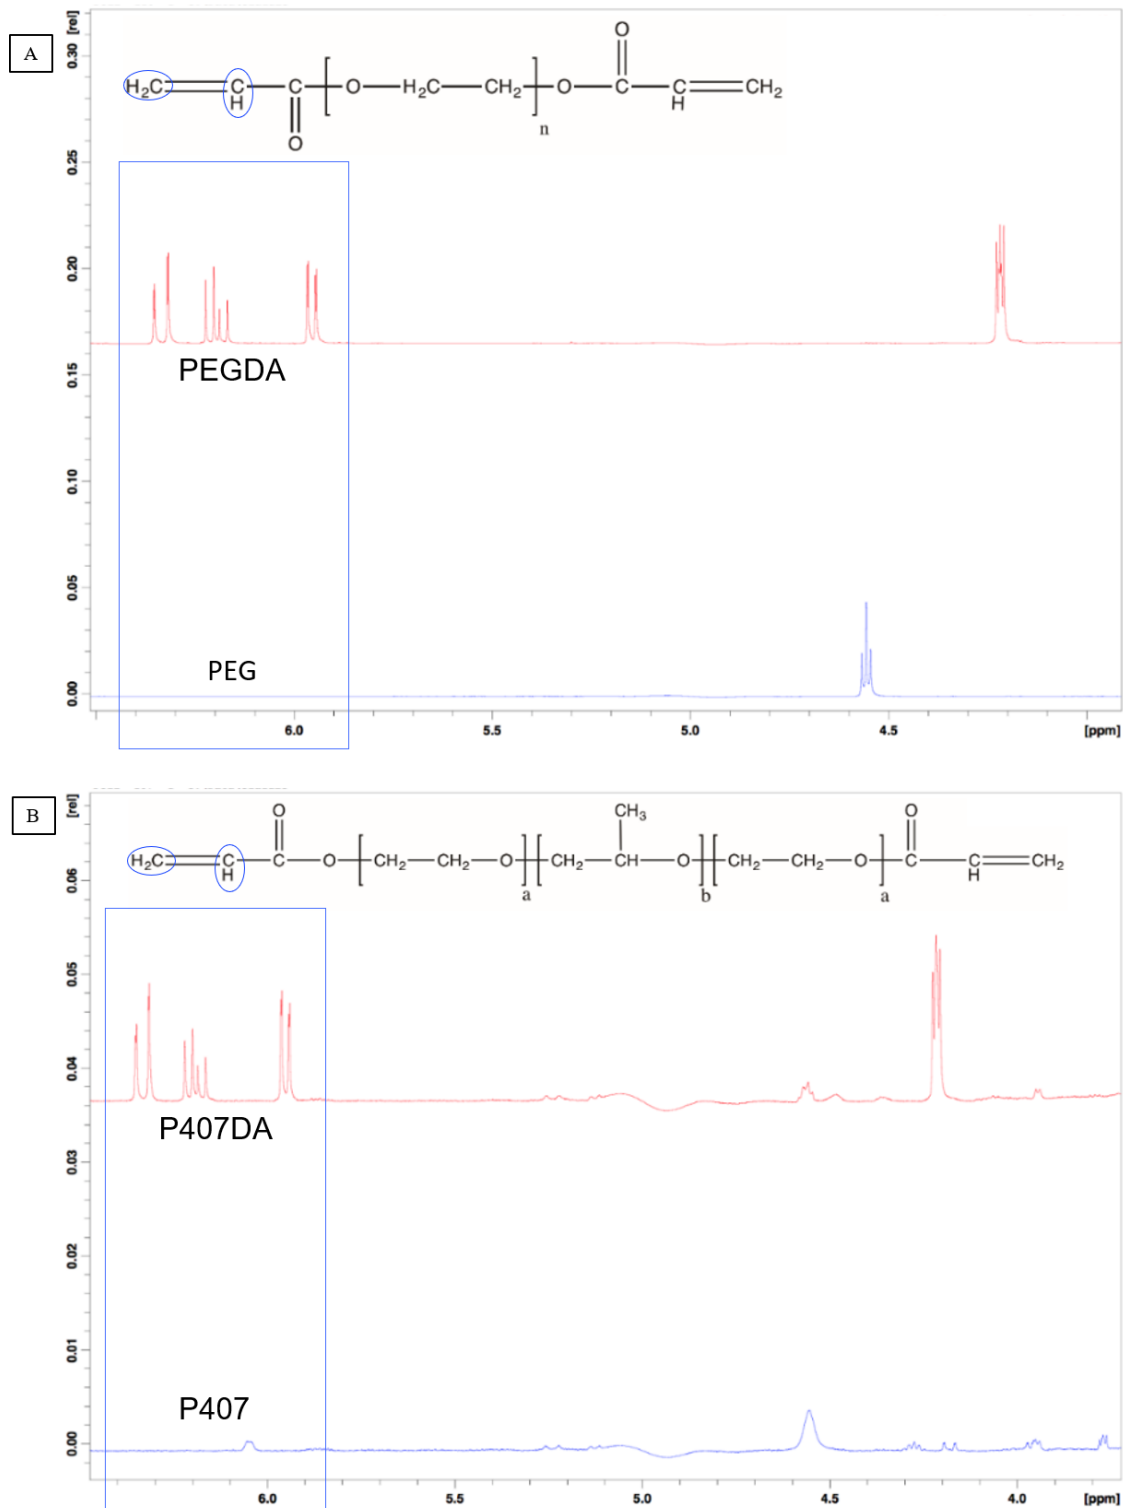 A
[rel]
0.30
H₂C C H C O O H₂C CH₂ n O C O C H CH₂
0.25
0.20
PEGDA
0.15
0.10
0.05
PEG
0.00
6.0 5.5 5.0 4.5 [ppm]
B
[rel]
H₂C C H C O O CH₂ CH₂ O a CH₂ CH CH₃ O b CH₂ CH₂ O a C O C H CH₂
0.06
0.05
0.04
P407DA
0.03
0.02
0.01
P407
0.00
6.0 5.5 5.0 4.5 4.0 [ppm]